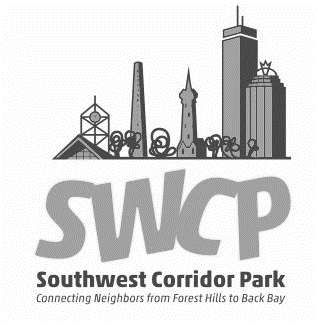 SWCP
Southwest Corridor Park
Connecting Neighbors from Forest Hills to Back Bay